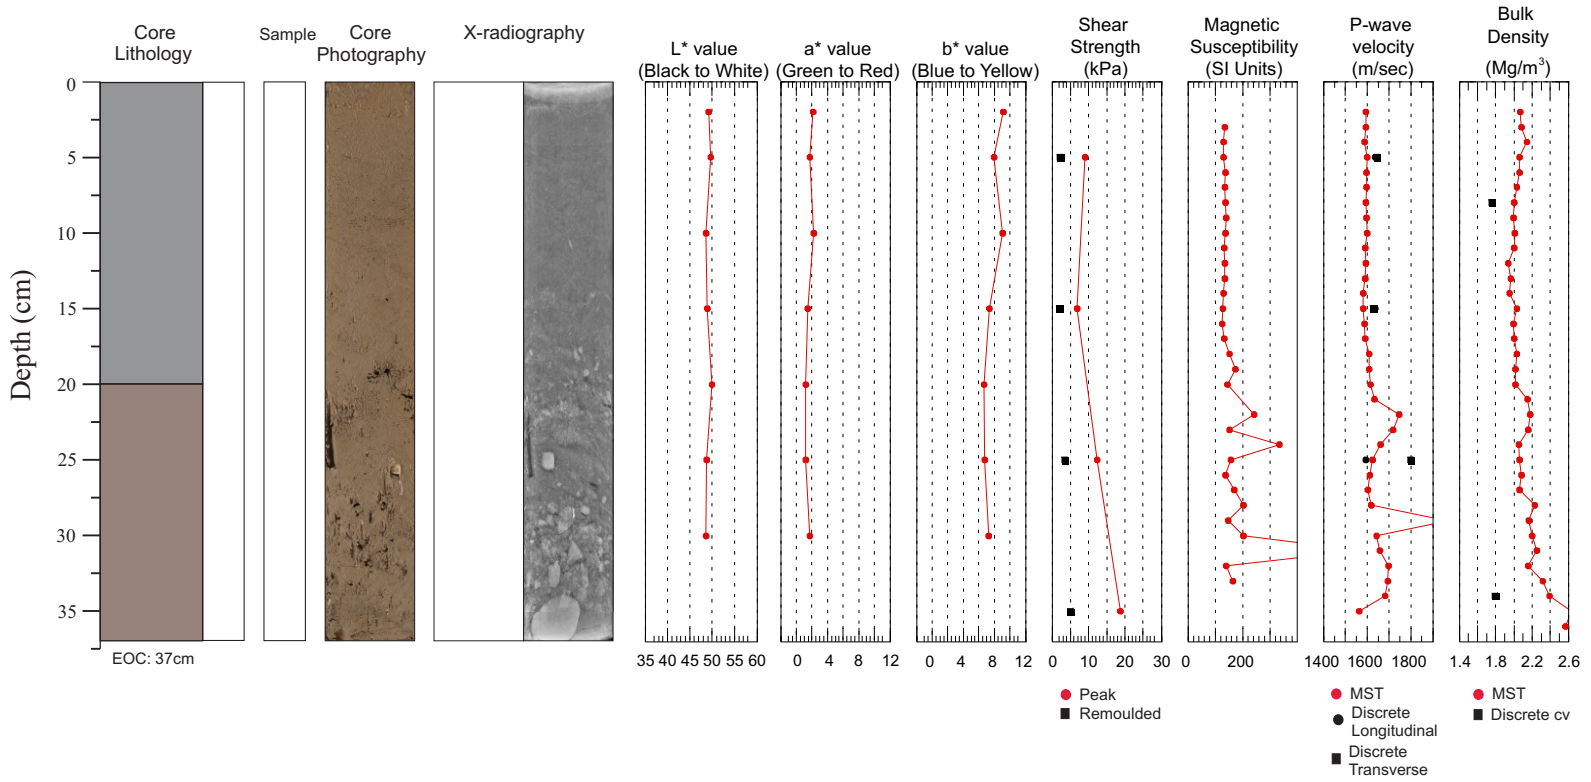 Core
Lithology
Sample
Core
Photography
X-radiography
L* value
(Black to White)
a* value
(Green to Red)
b* value
(Blue to Yellow)
Shear
Strength
(kPa)
Magnetic
Susceptibility
(SI Units)
P-wave
velocity
(m/sec)
Bulk
Density
(Mg/m³)
Depth (cm)
0
5
10
15
20
25
30
35
EOC: 37cm
35 40 45 50 55 60
0 4 8 12
0 4 8 12
0 10 20 30
0 200
1400 1600 1800
1.4 1.8 2.2 2.6
Peak
Remoulded
MST
Discrete
Longitudinal
Discrete
Transverse
MST
Discrete cv